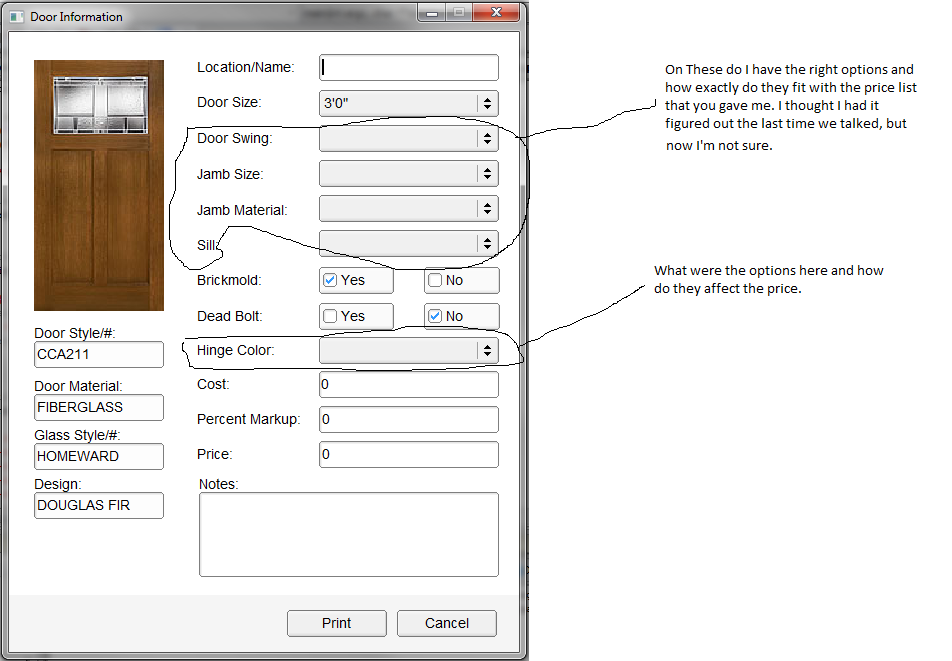 Door Information
Location/Name:
Door Size: 3'0"
Door Swing:
Jamb Size:
Jamb Material:
Sill:
Brickmold: Yes No
Dead Bolt: Yes No
Hinge Color:
Cost: 0
Percent Markup: 0
Price: 0
Notes:
Door Style/#:
CCA211
Door Material:
FIBERGLASS
Glass Style/#:
HOMEWARD
Design:
DOUGLAS FIR
Print Cancel
On These do I have the right options and
how exactly do they fit with the price list
that you gave me. I thought I had it
figured out the last time we talked, but
now I'm not sure.
What were the options here and how
do they affect the price.